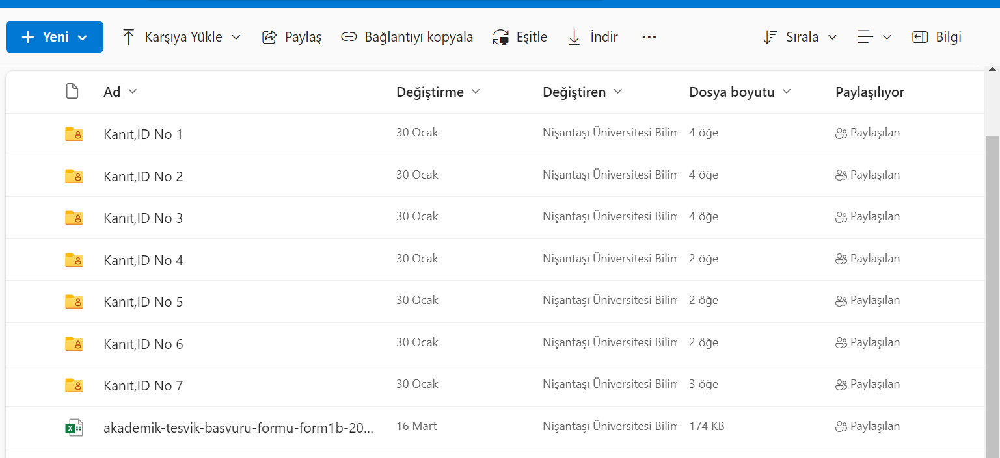 Yeni Karşıya Yükle Paylaş Bağlantıyı kopyala Eşitle İndir ... Sırala Bilgi
Ad Değiştirme Değiştiren Dosya boyutu Paylaşılıyor
Kanıt,ID No 1 30 Ocak Nişantaşı Üniversitesi Bilim 4 öğe Paylaşılan
Kanıt,ID No 2 30 Ocak Nişantaşı Üniversitesi Bilim 4 öğe Paylaşılan
Kanıt,ID No 3 30 Ocak Nişantaşı Üniversitesi Bilim 4 öğe Paylaşılan
Kanıt,ID No 4 30 Ocak Nişantaşı Üniversitesi Bilim 2 öğe Paylaşılan
Kanıt,ID No 5 30 Ocak Nişantaşı Üniversitesi Bilim 2 öğe Paylaşılan
Kanıt,ID No 6 30 Ocak Nişantaşı Üniversitesi Bilim 2 öğe Paylaşılan
Kanıt,ID No 7 30 Ocak Nişantaşı Üniversitesi Bilim 3 öğe Paylaşılan
akademik-tesvik-basvuru-formu-form1b-20... 16 Mart Nişantaşı Üniversitesi Bilim 174 KB Paylaşılan